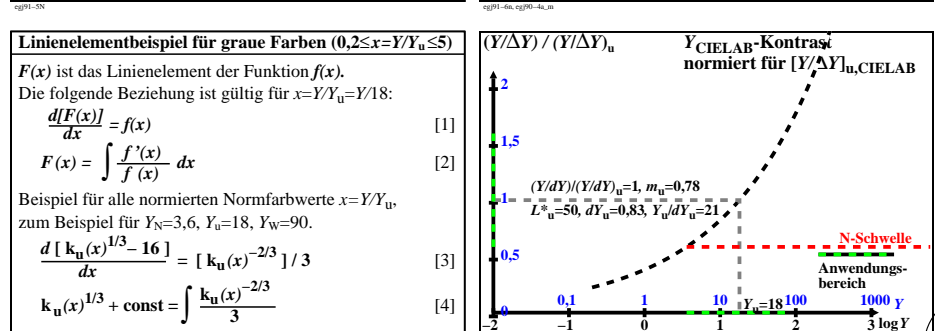 egj91-5N
egj91-6n, egj90-4a_m
Linienelementbeispiel für graue Farben (0,2≤x=Y/Yu≤5)
F(x) ist das Linienelement der Funktion f(x).
Die folgende Beziehung ist gültig für x=Y/Yu=Y/18:
d[F(x)]/dx = f(x) [1]
F(x) = ∫ f’(x)/f(x) dx [2]
Beispiel für alle normierten Normfarbwerte x=Y/Yu,
zum Beispiel für YN=3,6, Yu=18, YW=90.
d [ ku(x)^1/3 – 16 ]/dx = [ ku(x)^–2/3 ] / 3 [3]
ku(x)^1/3 + const = ∫ ku(x)^–2/3/3 [4]
(Y/ΔY) / (Y/ΔY)u
YCIELAB-Kontrast
normiert für [Y/ΔY]u,CIELAB
2
1,5
(Y/dY)/(Y/dY)u=1, mu=0,78
1
L*u=50, dYu=0,83, Yu/dYu=21
N-Schwelle
0,5
Anwendungs-
bereich
0 0,1 1 10 Yu=18 100 1000 Y
–2 –1 0 1 2 3 log Y